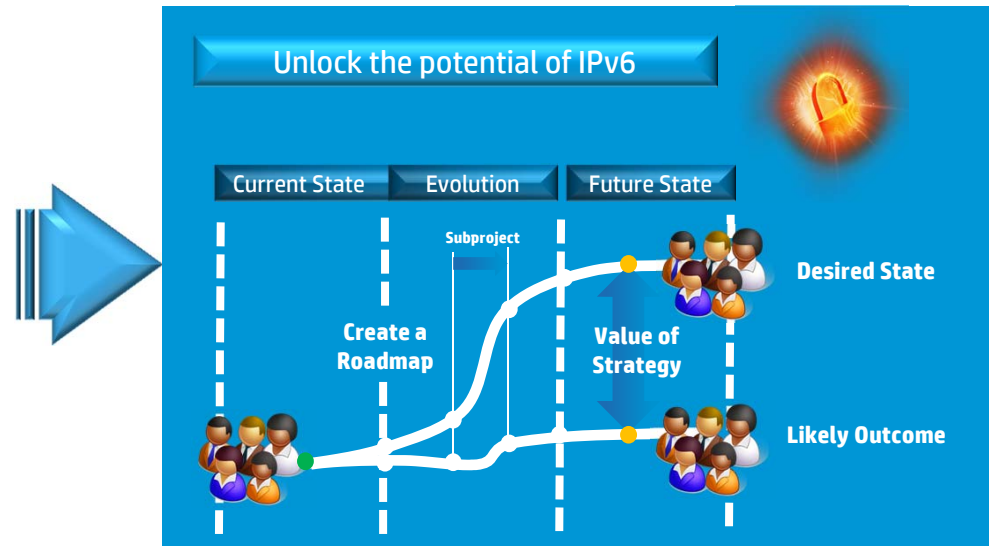 Unlock the potential of IPv6
Current State
Evolution
Future State
Subproject
Desired State
Create a
Roadmap
Value of
Strategy
Likely Outcome